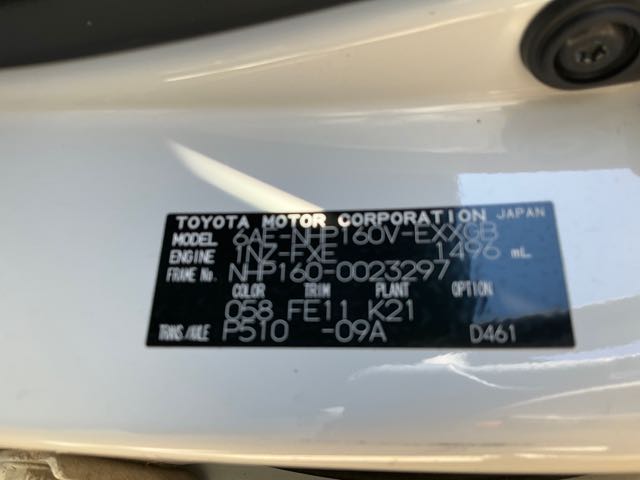 TOYOTA MOTOR CORPORATION JAPAN
MODEL 6AE-NHP160V-EXXGB
ENGINE 1NZ-FXE 1496 mL
FRAME No. NHP160-0023297
COLOR TRIM PLANT OPTION
058 FE11 K21
TRANS/AXLE P510 -09A D461